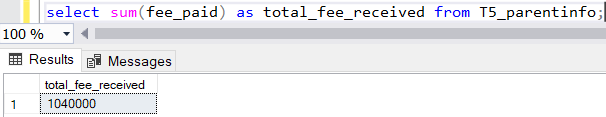 select sum(fee_paid) as total_fee_received from T5_parentinfo;
100 %
Results Messages
total_fee_received
1 1040000